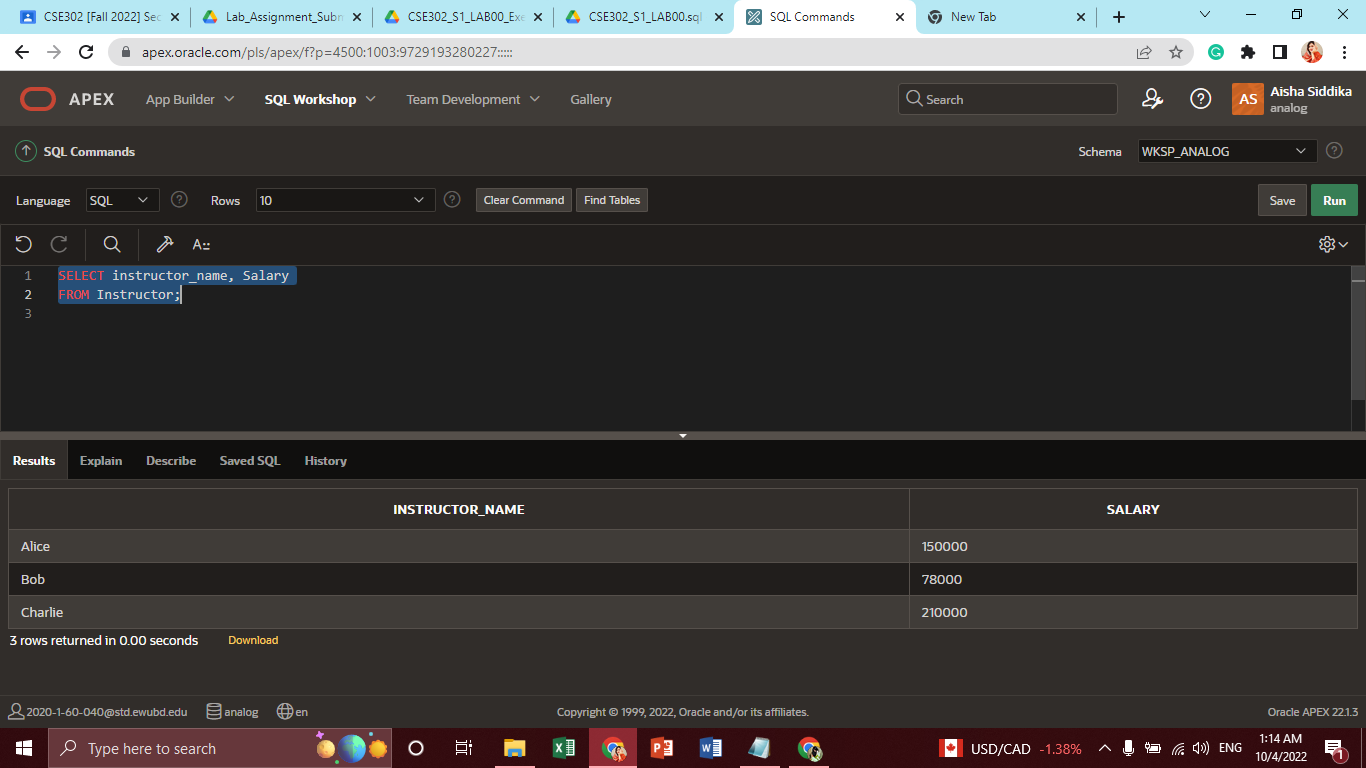 CSE302 [Fall 2022] Sec
Lab_Assignment_Subm
CSE302_S1_LAB00_Exe
CSE302_S1_LAB00.sql
SQL Commands
New Tab
apex.oracle.com/pls/apex/f?p=4500:1003:9729193280227:::::
APEX
App Builder
SQL Workshop
Team Development
Gallery
Search
AS
Aisha Siddika
analog
SQL Commands
Schema
WKSP_ANALOG
Language
SQL
Rows
10
Clear Command
Find Tables
Save
Run
A::
1 SELECT instructor_name, Salary
2 FROM Instructor;
3
Results
Explain
Describe
Saved SQL
History
INSTRUCTOR_NAME SALARY
Alice 150000
Bob 78000
Charlie 210000
3 rows returned in 0.00 seconds
Download
2020-1-60-040@std.ewubd.edu
analog
en
Copyright © 1999, 2022, Oracle and/or its affiliates.
Oracle APEX 22.1.3
Type here to search
USD/CAD -1.38%
ENG
1:14 AM
10/4/2022
1